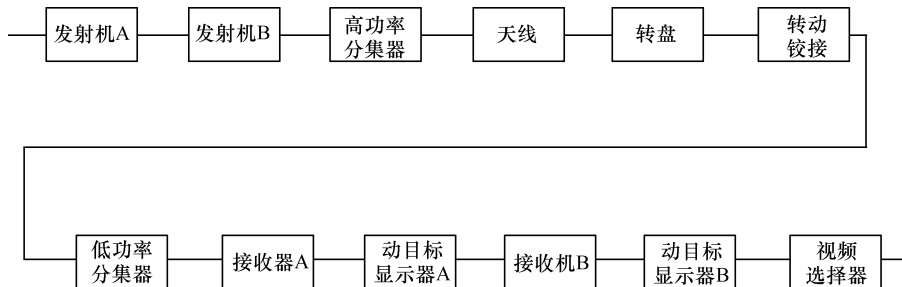 发射机A
发射机B
高功率
分集器
天线
转盘
转动
铰接
低功率
分集器
接收器A
动目标
显示器A
接收机B
动目标
显示器B
视频
选择器